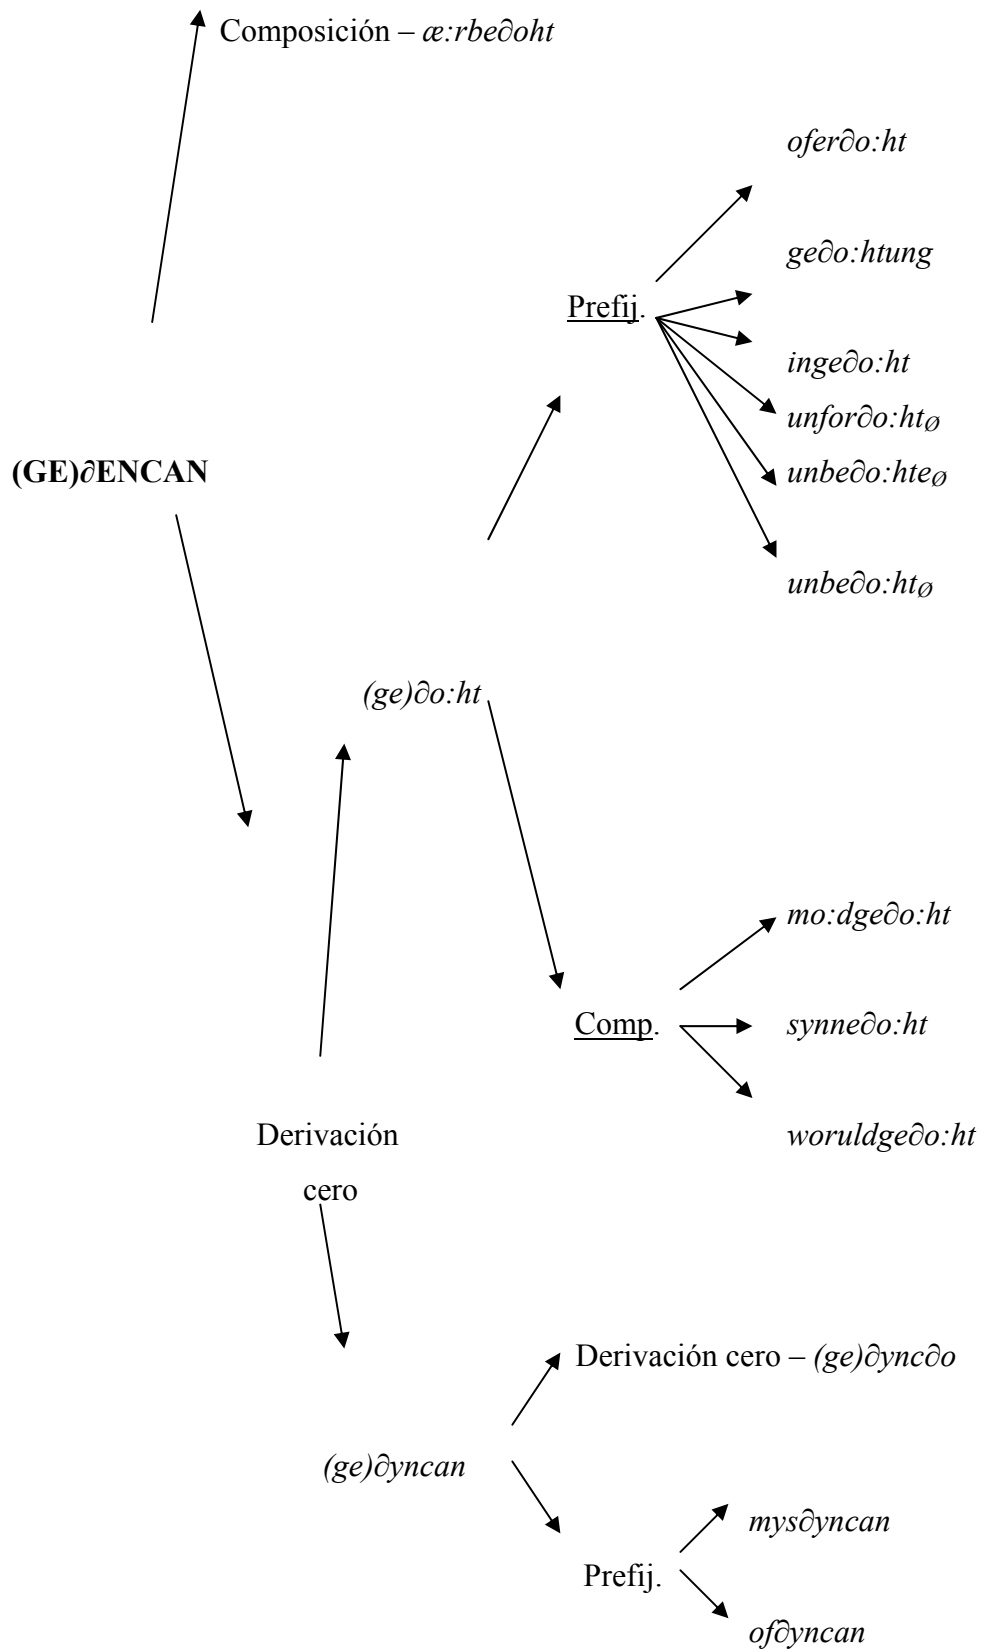 Composición – æ:rbe∂oht
ofer∂o:ht
ge∂o:htung
Prefij.
inge∂o:ht
unfor∂o:htø
(GE)∂ENCAN
unbe∂o:hteø
unbe∂o:htø
(ge)∂o:ht
mo:dge∂o:ht
Comp.
synne∂o:ht
Derivación
woruldge∂o:ht
cero
Derivación cero – (ge)∂ync∂o
(ge)∂yncan
mys∂yncan
Prefij.
of∂yncan